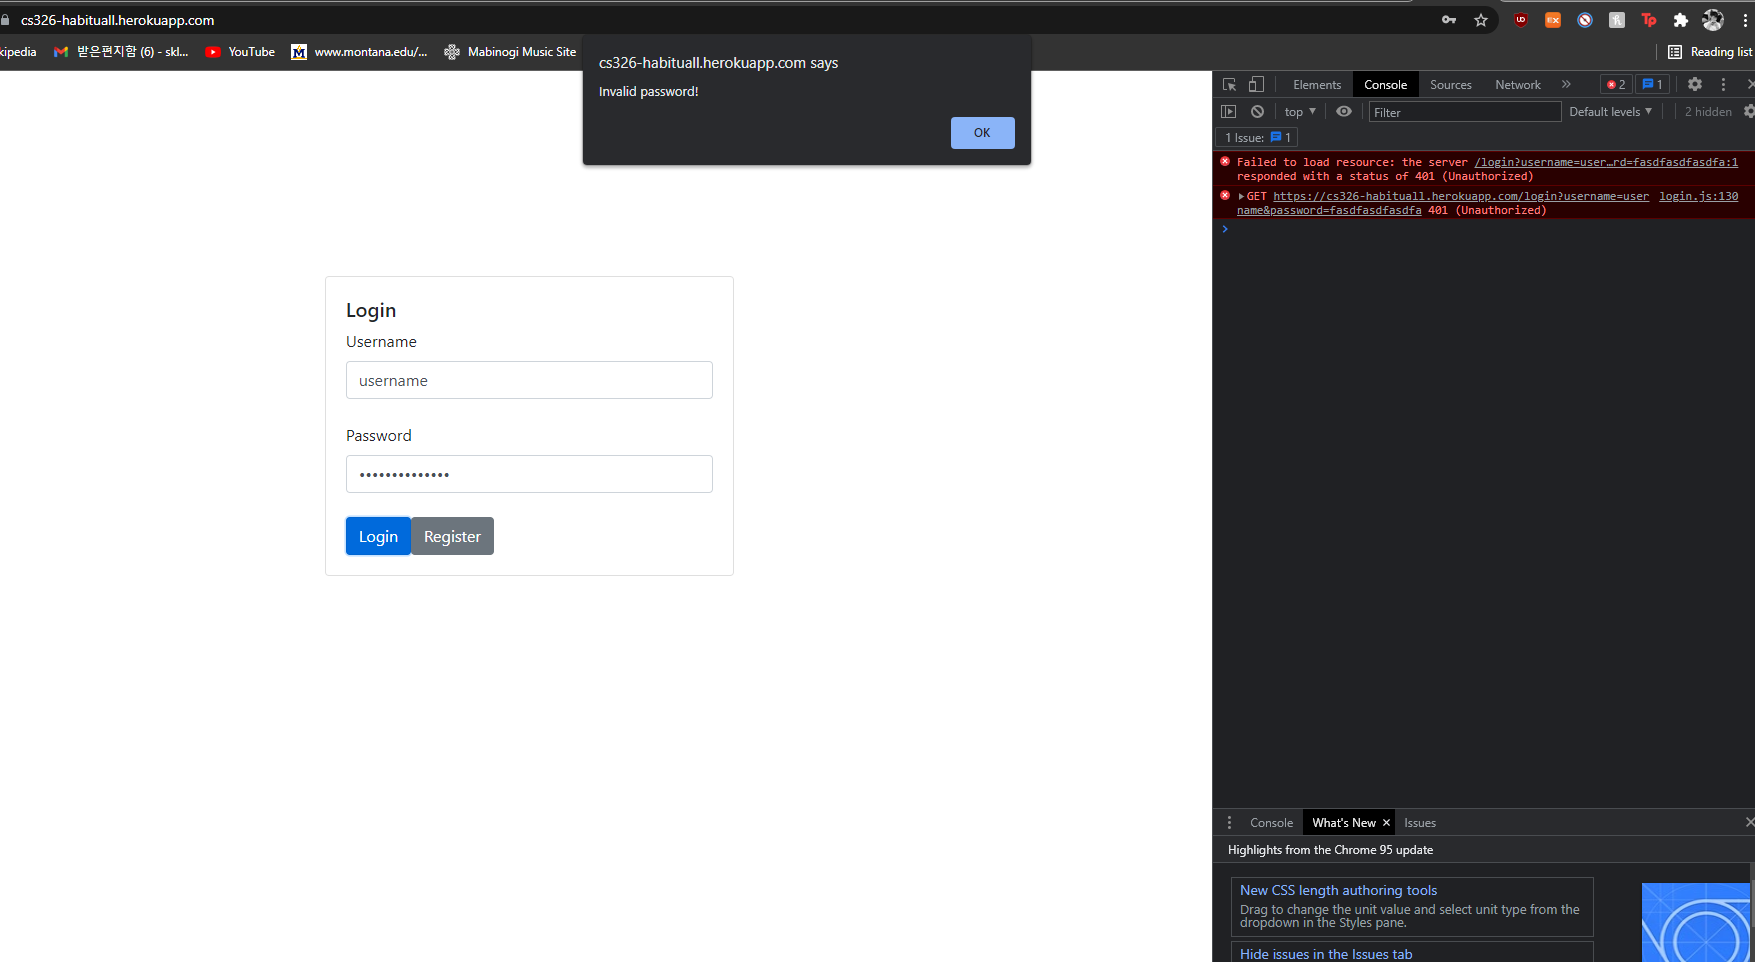 cs326-habituall.herokuapp.com
kipedia
받은편지함 (6) - skl...
YouTube
www.montana.edu/...
Mabinogi Music Site
Reading list
cs326-habituall.herokuapp.com says
Invalid password!
OK
Login
Username
username
Password
••••••••••••••
Login Register
Elements Console Sources Network » 2 1
top ▼ Filter Default levels ▼ 2 hidden
1 Issue: 1
Failed to load resource: the server /login?username=user…rd=fasdfasdfasdfa:1
responded with a status of 401 (Unauthorized)
GET https://cs326-habituall.herokuapp.com/login?username=user login.js:130
name&password=fasdfasdfasdfa 401 (Unauthorized)
Console What's New × Issues
Highlights from the Chrome 95 update
New CSS length authoring tools
Drag to change the unit value and select unit type from the
dropdown in the Styles pane.
Hide issues in the Issues tab